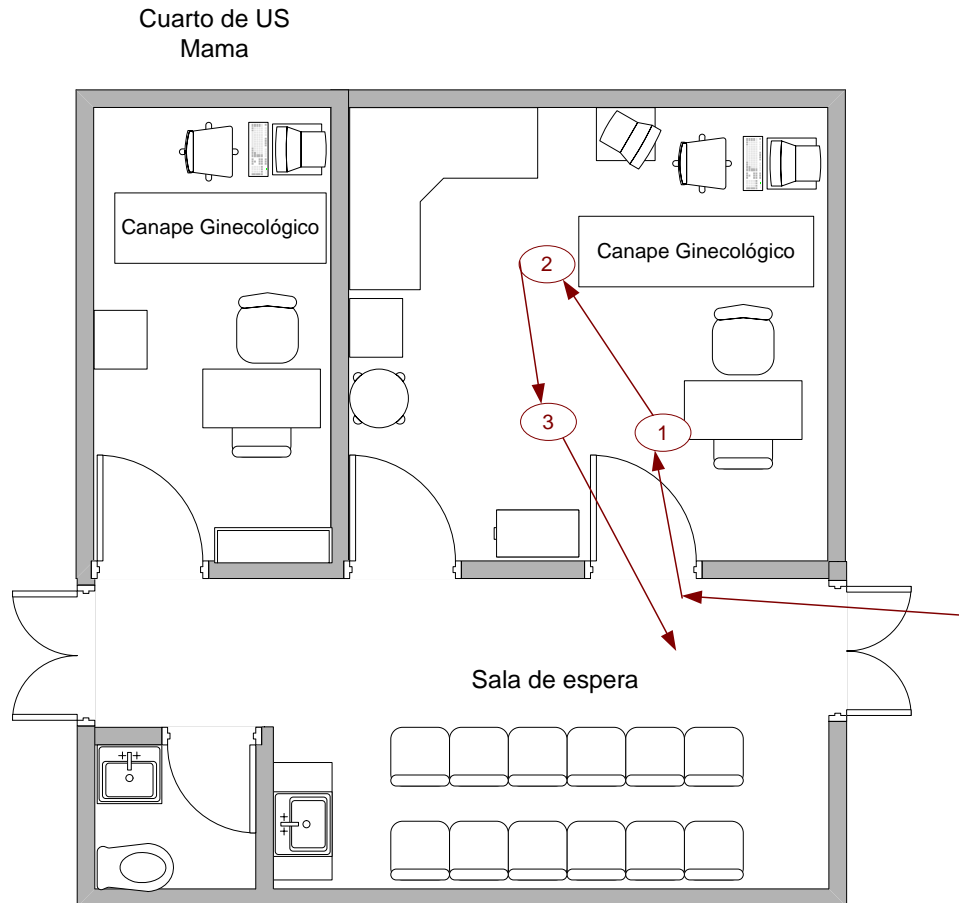 Cuarto de US
Mama
Canape Ginecológico
Canape Ginecológico
2
3
1
Sala de espera